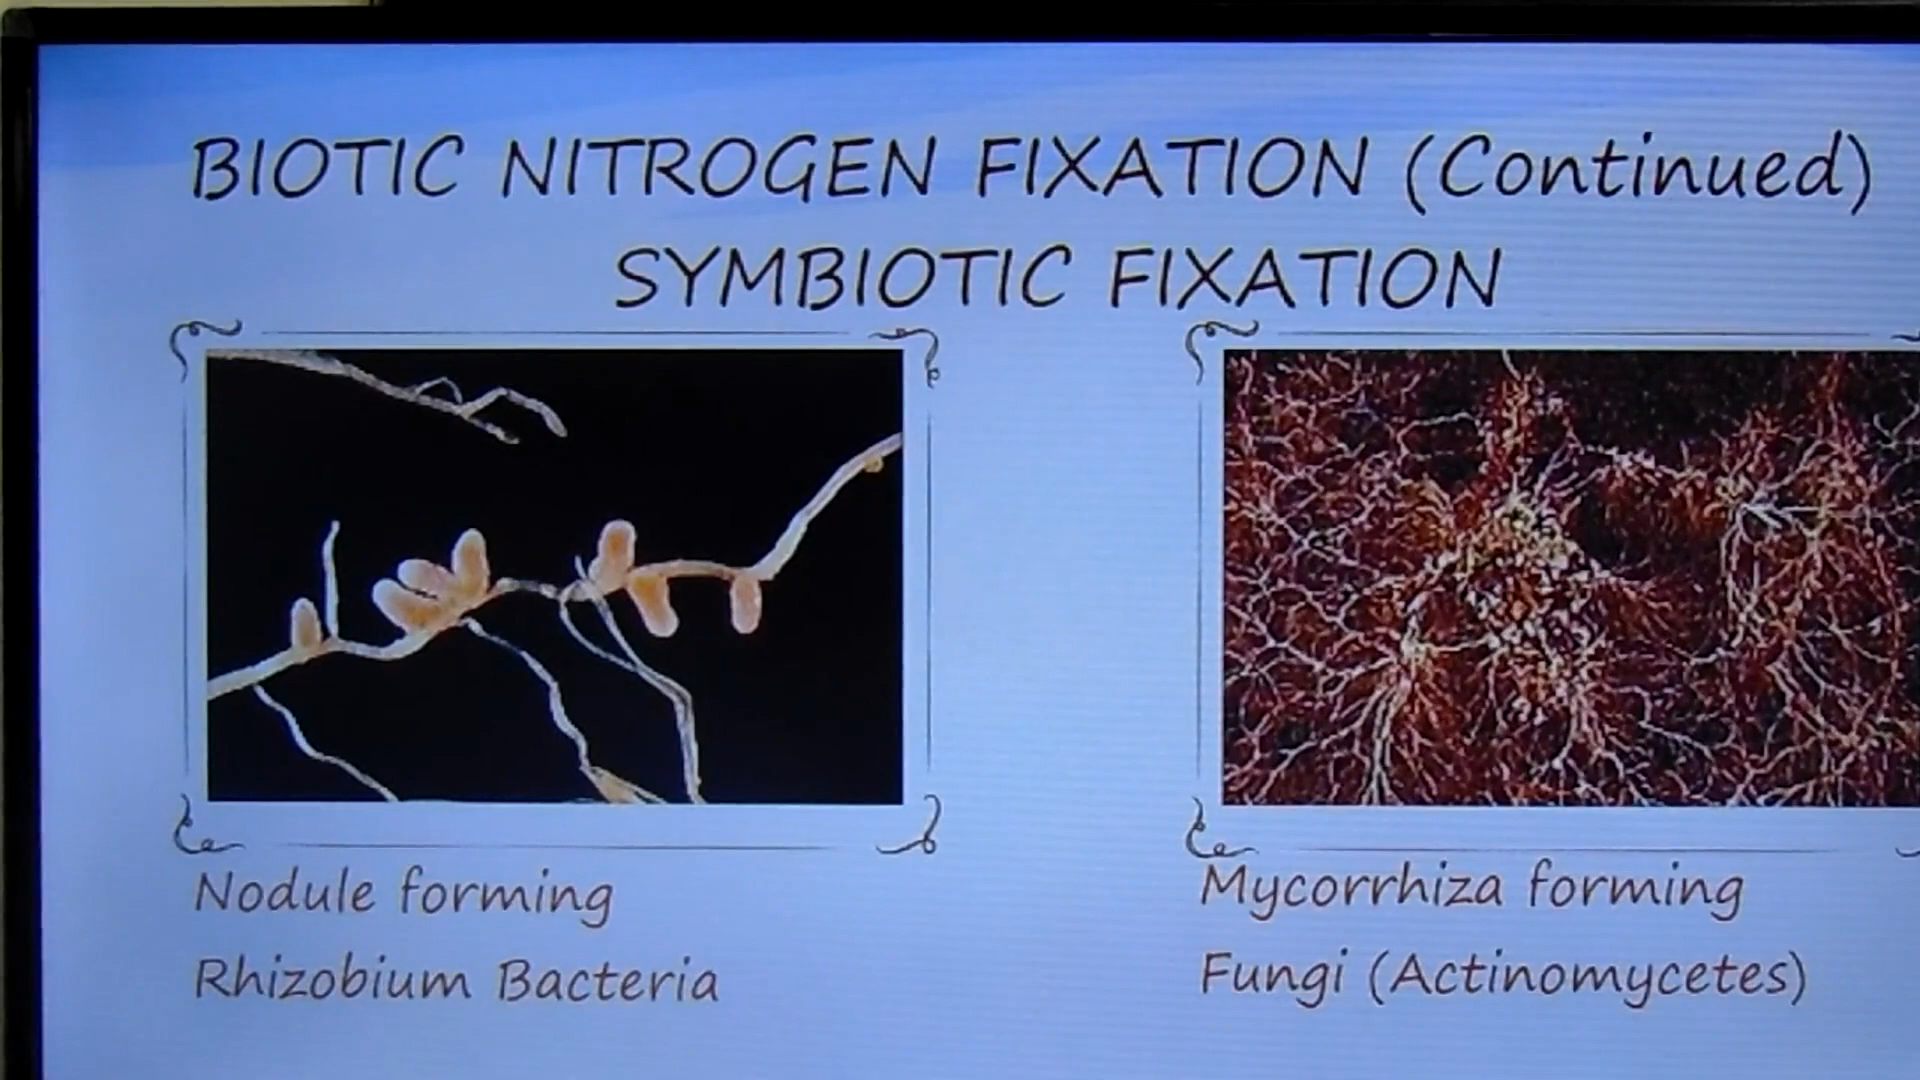 BIOTIC NITROGEN FIXATION (Continued)
SYMBIOTIC FIXATION
Nodule forming
Rhizobium Bacteria
Mycorrhiza forming
Fungi (Actinomycetes)